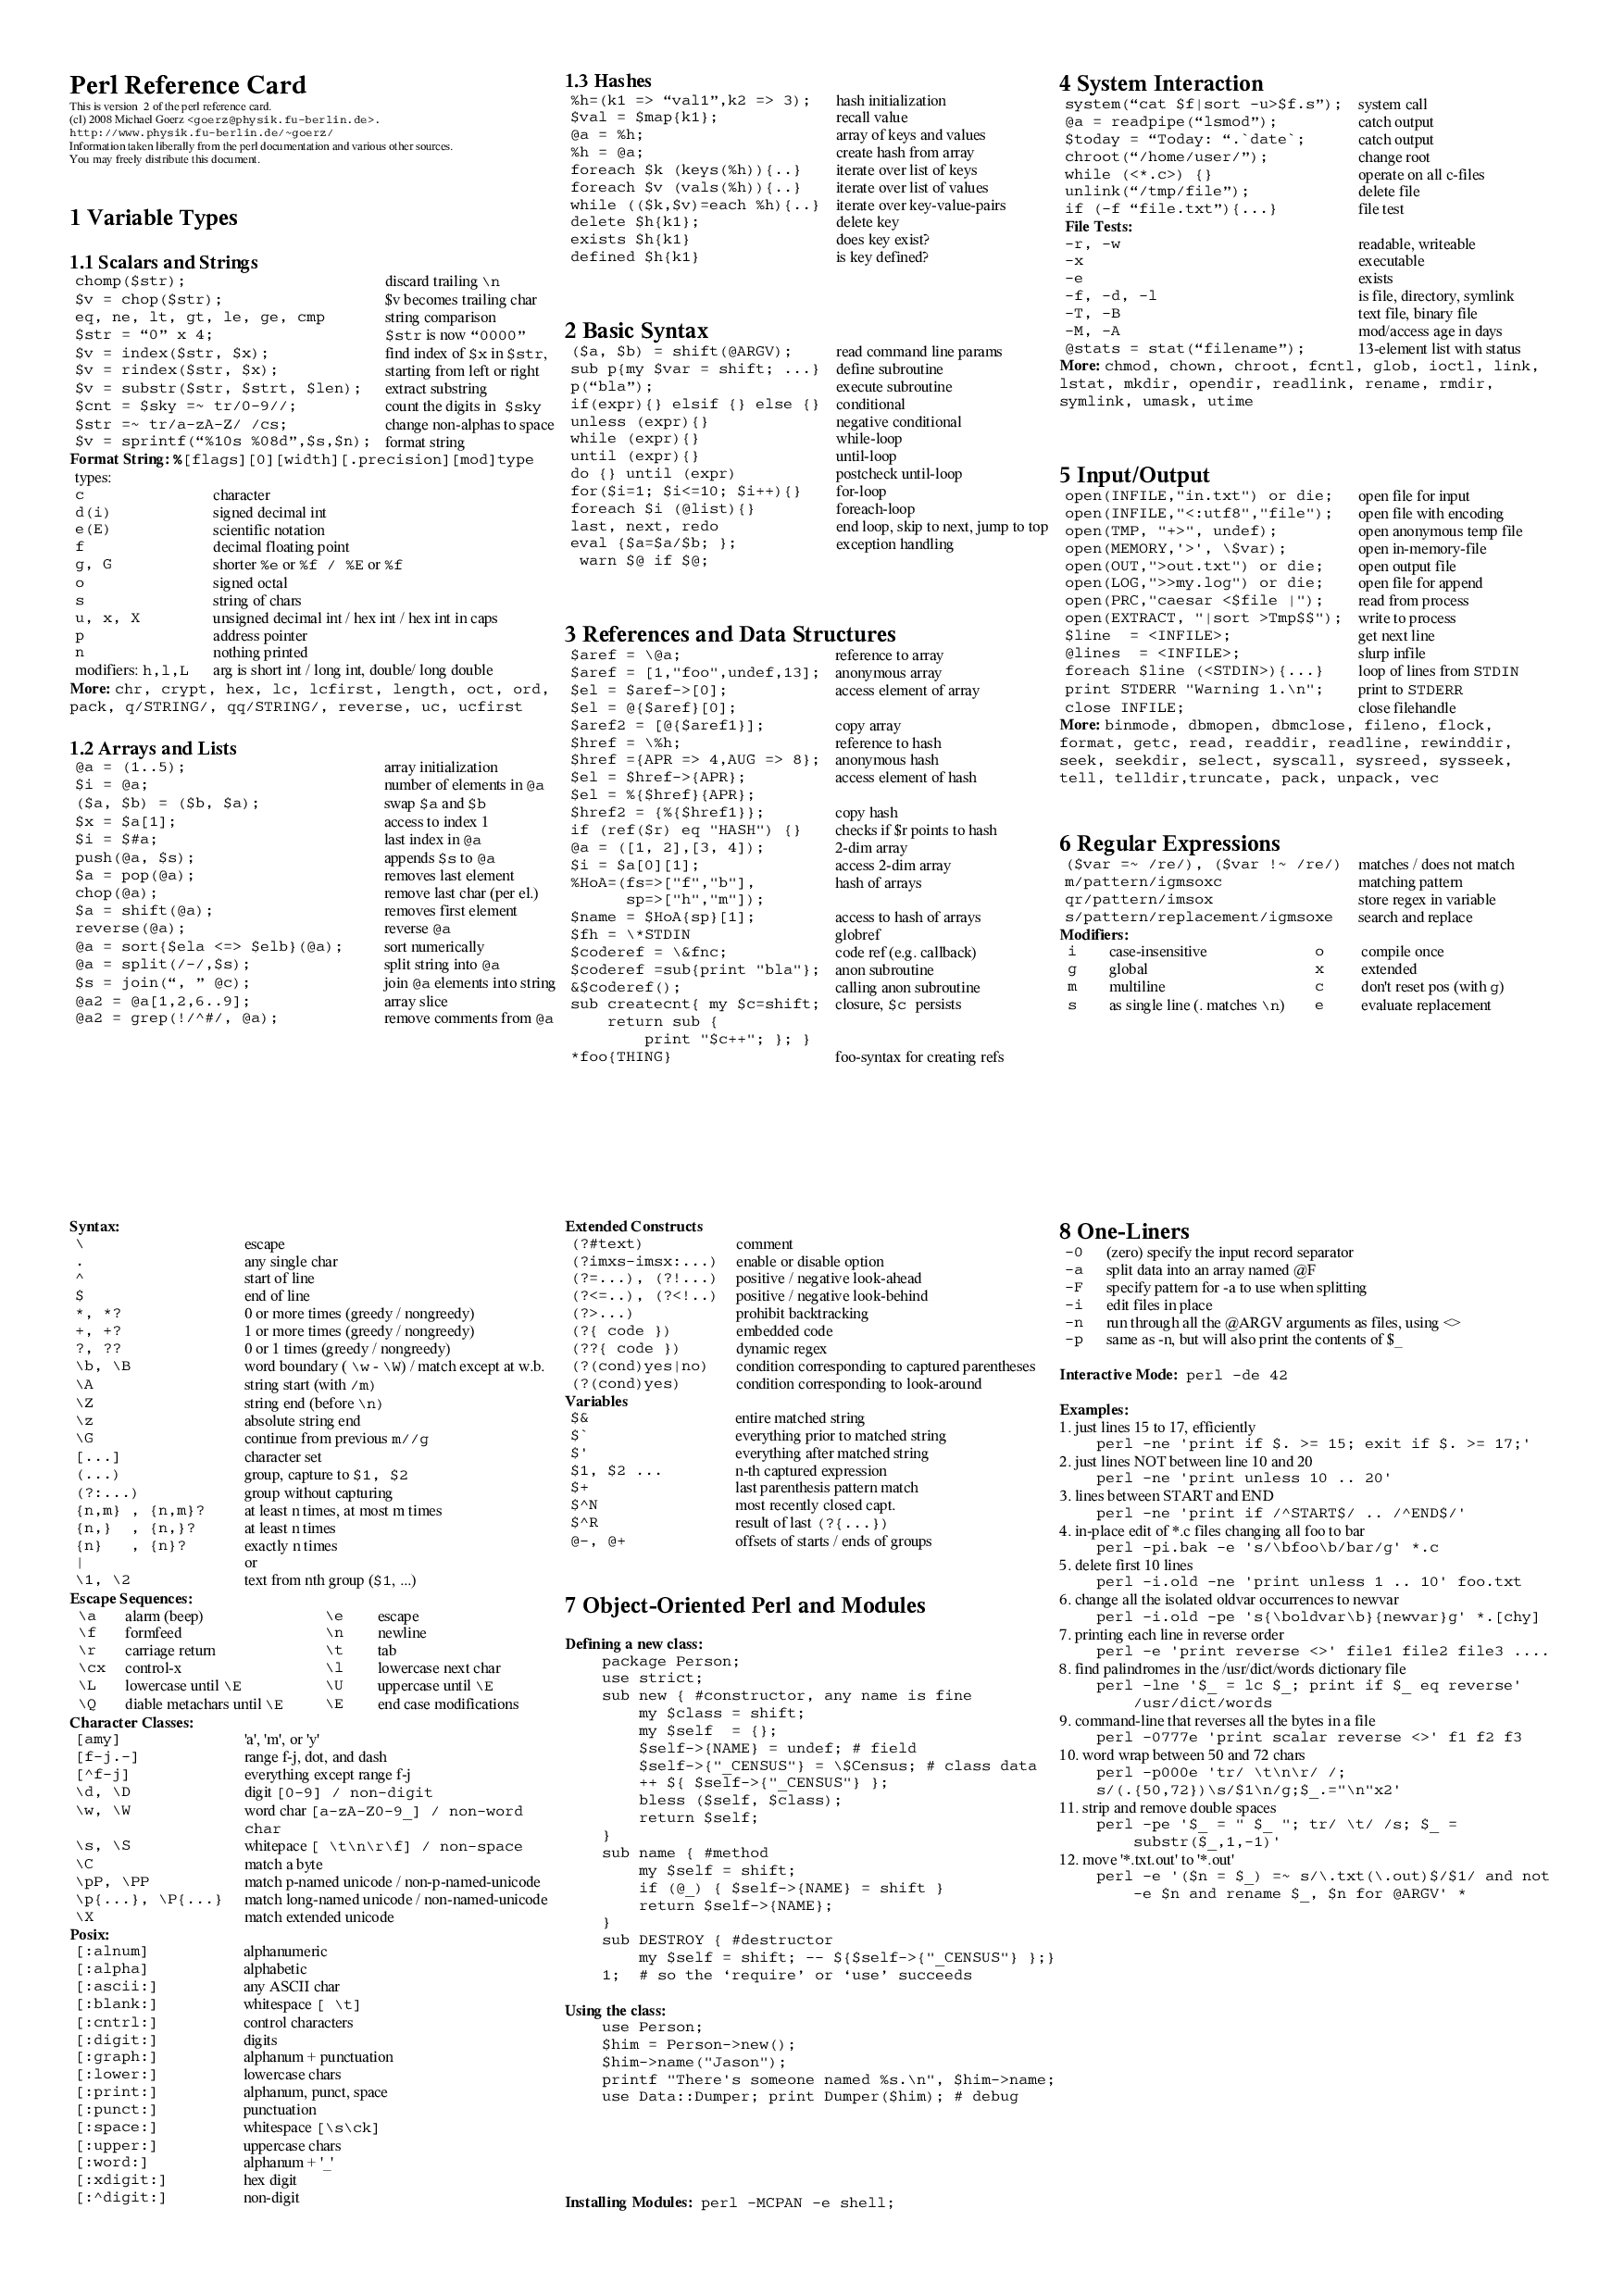 Perl Reference Card
This is version  2 of the perl reference card.
(cl) 2008 Michael Goerz <goerz@physik.fu-berlin.de>.
http://www.physik.fu-berlin.de/~goerz/
Information taken liberally from the perl documentation and various other sources.
You may freely distribute this document.
1 Variable Types
1.1 Scalars and Strings
chomp($str); discard trailing \n
$v = chop($str); $v becomes trailing char
eq, ne, lt, gt, le, ge, cmp string comparison
$str = “0” x 4; $str is now “0000”
$v = index($str, $x); find index of $x in $str,
$v = rindex($str, $x); starting from left or right
$v = substr($str, $strt, $len); extract substring
$cnt = $sky =~ tr/0-9//; count the digits in $sky
$str =~ tr/a-zA-Z/ /cs; change non-alphas to space
$v = sprintf(“%10s %08d”,$s,$n); format string
Format String: %[flags][0][width][.precision][mod]type
types:
c character
d(i) signed decimal int
e(E) scientific notation
f decimal floating point
g, G shorter %e or %f / %E or %f
o signed octal
s string of chars
u, x, X unsigned decimal int / hex int / hex int in caps
p address pointer
n nothing printed
modifiers: h,l,L arg is short int / long int, double/ long double
More: chr, crypt, hex, lc, lcfirst, length, oct, ord,
pack, q/STRING/, qq/STRING/, reverse, uc, ucfirst
1.2 Arrays and Lists
@a = (1..5); array initialization
$i = @a; number of elements in @a
($a, $b) = ($b, $a); swap $a and $b
$x = $a[1]; access to index 1
$i = $#a; last index in @a
push(@a, $s); appends $s to @a
$a = pop(@a); removes last element
chop(@a); remove last char (per el.)
$a = shift(@a); removes first element
reverse(@a); reverse @a
@a = sort{$ela <=> $elb}(@a); sort numerically
@a = split(/-/,$s); split string into @a
$s = join(“, ” @c); join @a elements into string
@a2 = @a[1,2,6..9]; array slice
@a2 = grep(!/^#/, @a); remove comments from @a
1.3 Hashes
%h=(k1 => “val1”,k2 => 3); hash initialization
$val = $map{k1}; recall value
@a = %h; array of keys and values
%h = @a; create hash from array
foreach $k (keys(%h)){..} iterate over list of keys
foreach $v (vals(%h)){..} iterate over list of values
while (($k,$v)=each %h){..} iterate over key-value-pairs
delete $h{k1}; delete key
exists $h{k1} does key exist?
defined $h{k1} is key defined?
2 Basic Syntax
($a, $b) = shift(@ARGV); read command line params
sub p{my $var = shift; ...} define subroutine
p(“bla”); execute subroutine
if(expr){} elsif {} else {} conditional
unless (expr){} negative conditional
while (expr){} while-loop
until (expr){} until-loop
do {} until (expr) postcheck until-loop
for($i=1; $i<=10; $i++){} for-loop
foreach $i (@list){} foreach-loop
last, next, redo end loop, skip to next, jump to top
eval {$a=$a/$b; }; exception handling
warn $@ if $@;
3 References and Data Structures
$aref = \@a; reference to array
$aref = [1,"foo",undef,13]; anonymous array
$el = $aref->[0]; access element of array
$el = @{$aref}[0];
$aref2 = [@{$aref1}]; copy array
$href = \%h; reference to hash
$href ={APR => 4,AUG => 8}; anonymous hash
$el = $href->{APR}; access element of hash
$el = %{$href}{APR};
$href2 = {%{$href1}}; copy hash
if (ref($r) eq "HASH") {} checks if $r points to hash
@a = ([1, 2],[3, 4]); 2-dim array
$i = $a[0][1]; access 2-dim array
%HoA=(fs=>["f","b"], hash of arrays
sp=>["h","m"]);
$name = $HoA{sp}[1]; access to hash of arrays
$fh = \*STDIN globref
$coderef = \&fnc; code ref (e.g. callback)
$coderef =sub{print "bla"}; anon subroutine
&$coderef(); calling anon subroutine
sub createcnt{ my $c=shift; closure, $c persists
return sub {
print "$c++"; }; }
*foo{THING} foo-syntax for creating refs
4 System Interaction
system(“cat $f|sort -u>$f.s”); system call
@a = readpipe(“lsmod”); catch output
$today = “Today: “.`date`; catch output
chroot(“/home/user/”); change root
while (<*.c>) {} operate on all c-files
unlink(“/tmp/file”); delete file
if (-f “file.txt”){...} file test
File Tests:
-r, -w readable, writeable
-x executable
-e exists
-f, -d, -l is file, directory, symlink
-T, -B text file, binary file
-M, -A mod/access age in days
@stats = stat(“filename”); 13-element list with status
More: chmod, chown, chroot, fcntl, glob, ioctl, link,
lstat, mkdir, opendir, readlink, rename, rmdir,
symlink, umask, utime
5 Input/Output
open(INFILE,"in.txt") or die; open file for input
open(INFILE,"<:utf8","file"); open file with encoding
open(TMP, "+>", undef); open anonymous temp file
open(MEMORY,'>', \$var); open in-memory-file
open(OUT,">out.txt") or die; open output file
open(LOG,">>my.log") or die; open file for append
open(PRC,"caesar <$file |"); read from process
open(EXTRACT, "|sort >Tmp$$"); write to process
$line  = <INFILE>; get next line
@lines  = <INFILE>; slurp infile
foreach $line (<STDIN>){...} loop of lines from STDIN
print STDERR "Warning 1.\n"; print to STDERR
close INFILE; close filehandle
More: binmode, dbmopen, dbmclose, fileno, flock,
format, getc, read, readdir, readline, rewinddir,
seek, seekdir, select, syscall, sysreed, sysseek,
tell, telldir,truncate, pack, unpack, vec
6 Regular Expressions
($var =~ /re/), ($var !~ /re/) matches / does not match
m/pattern/igmsoxc matching pattern
qr/pattern/imsox store regex in variable
s/pattern/replacement/igmsoxe search and replace
Modifiers:
i case-insensitive o compile once
g global x extended
m multiline c don't reset pos (with g)
s as single line (. matches \n) e evaluate replacement
Syntax:
\ escape
. any single char
^ start of line
$ end of line
*, *? 0 or more times (greedy / nongreedy)
+, +? 1 or more times (greedy / nongreedy)
?, ?? 0 or 1 times (greedy / nongreedy)
\b, \B word boundary ( \w - \W) / match except at w.b.
\A string start (with /m)
\Z string end (before \n)
\z absolute string end
\G continue from previous m//g
[...] character set
(...) group, capture to $1, $2
(?:...) group without capturing
{n,m} , {n,m}? at least n times, at most m times
{n,}  , {n,}? at least n times
{n}   , {n}? exactly n times
| or
\1, \2 text from nth group ($1, ...)
Escape Sequences:
\a alarm (beep) \e escape
\f formfeed \n newline
\r carriage return \t tab
\cx control-x \l lowercase next char
\L lowercase until \E \U uppercase until \E
\Q diable metachars until \E \E end case modifications
Character Classes:
[amy] 'a', 'm', or 'y'
[f-j.-] range f-j, dot, and dash
[^f-j] everything except range f-j
\d, \D digit [0-9] / non-digit
\w, \W word char [a-zA-Z0-9_] / non-word
char
\s, \S whitepace [ \t\n\r\f] / non-space
\C match a byte
\pP, \PP match p-named unicode / non-p-named-unicode
\p{...}, \P{...} match long-named unicode / non-named-unicode
\X match extended unicode
Posix:
[:alnum] alphanumeric
[:alpha] alphabetic
[:ascii:] any ASCII char
[:blank:] whitespace [ \t]
[:cntrl:] control characters
[:digit:] digits
[:graph:] alphanum + punctuation
[:lower:] lowercase chars
[:print:] alphanum, punct, space
[:punct:] punctuation
[:space:] whitespace [\s\ck]
[:upper:] uppercase chars
[:word:] alphanum + '_'
[:xdigit:] hex digit
[:^digit:] non-digit
Extended Constructs
(?#text) comment
(?imxs-imsx:...) enable or disable option
(?=...), (?!...) positive / negative look-ahead
(?<=..), (?<!..) positive / negative look-behind
(?>...) prohibit backtracking
(?{ code }) embedded code
(??{ code }) dynamic regex
(?(cond)yes|no) condition corresponding to captured parentheses
(?(cond)yes) condition corresponding to look-around
Variables
$& entire matched string
$` everything prior to matched string
$' everything after matched string
$1, $2 ... n-th captured expression
$+ last parenthesis pattern match
$^N most recently closed capt.
$^R result of last (?{...})
@-, @+ offsets of starts / ends of groups
7 Object-Oriented Perl and Modules
Defining a new class:
package Person;
use strict;
sub new { #constructor, any name is fine
my $class = shift;
my $self  = {};
$self->{NAME} = undef; # field
$self->{"_CENSUS"} = \$Census; # class data
++ ${ $self->{"_CENSUS"} };
bless ($self, $class);
return $self;
}
sub name { #method
my $self = shift;
if (@_) { $self->{NAME} = shift }
return $self->{NAME};
}
sub DESTROY { #destructor
my $self = shift; -- ${$self->{"_CENSUS"} };}
1;  # so the ‘require’ or ‘use’ succeeds
Using the class:
use Person;
$him = Person->new();
$him->name("Jason");
printf "There's someone named %s.\n", $him->name;
use Data::Dumper; print Dumper($him); # debug
Installing Modules: perl -MCPAN -e shell;
8 One-Liners
-0 (zero) specify the input record separator
-a split data into an array named @F
-F specify pattern for -a to use when splitting
-i edit files in place
-n run through all the @ARGV arguments as files, using <>
-p same as -n, but will also print the contents of $_
Interactive Mode: perl -de 42
Examples:
1. just lines 15 to 17, efficiently
perl -ne 'print if $. >= 15; exit if $. >= 17;'
2. just lines NOT between line 10 and 20
perl -ne 'print unless 10 .. 20'
3. lines between START and END
perl -ne 'print if /^START$/ .. /^END$/'
4. in-place edit of *.c files changing all foo to bar
perl -pi.bak -e 's/\bfoo\b/bar/g' *.c
5. delete first 10 lines
perl -i.old -ne 'print unless 1 .. 10' foo.txt
6. change all the isolated oldvar occurrences to newvar
perl -i.old -pe 's{\boldvar\b}{newvar}g' *.[chy]
7. printing each line in reverse order
perl -e 'print reverse <>' file1 file2 file3 ....
8. find palindromes in the /usr/dict/words dictionary file
perl -lne '$_ = lc $_; print if $_ eq reverse'
/usr/dict/words
9. command-line that reverses all the bytes in a file
perl -0777e 'print scalar reverse <>' f1 f2 f3
10. word wrap between 50 and 72 chars
perl -p000e 'tr/ \t\n\r/ /;
s/(.{50,72})\s/$1\n/g;$_.="\n"x2'
11. strip and remove double spaces
perl -pe '$_ = " $_ "; tr/ \t/ /s; $_ =
substr($_,1,-1)'
12. move '*.txt.out' to '*.out'
perl -e '($n = $_) =~ s/\.txt(\.out)$/$1/ and not
-e $n and rename $_, $n for @ARGV' *